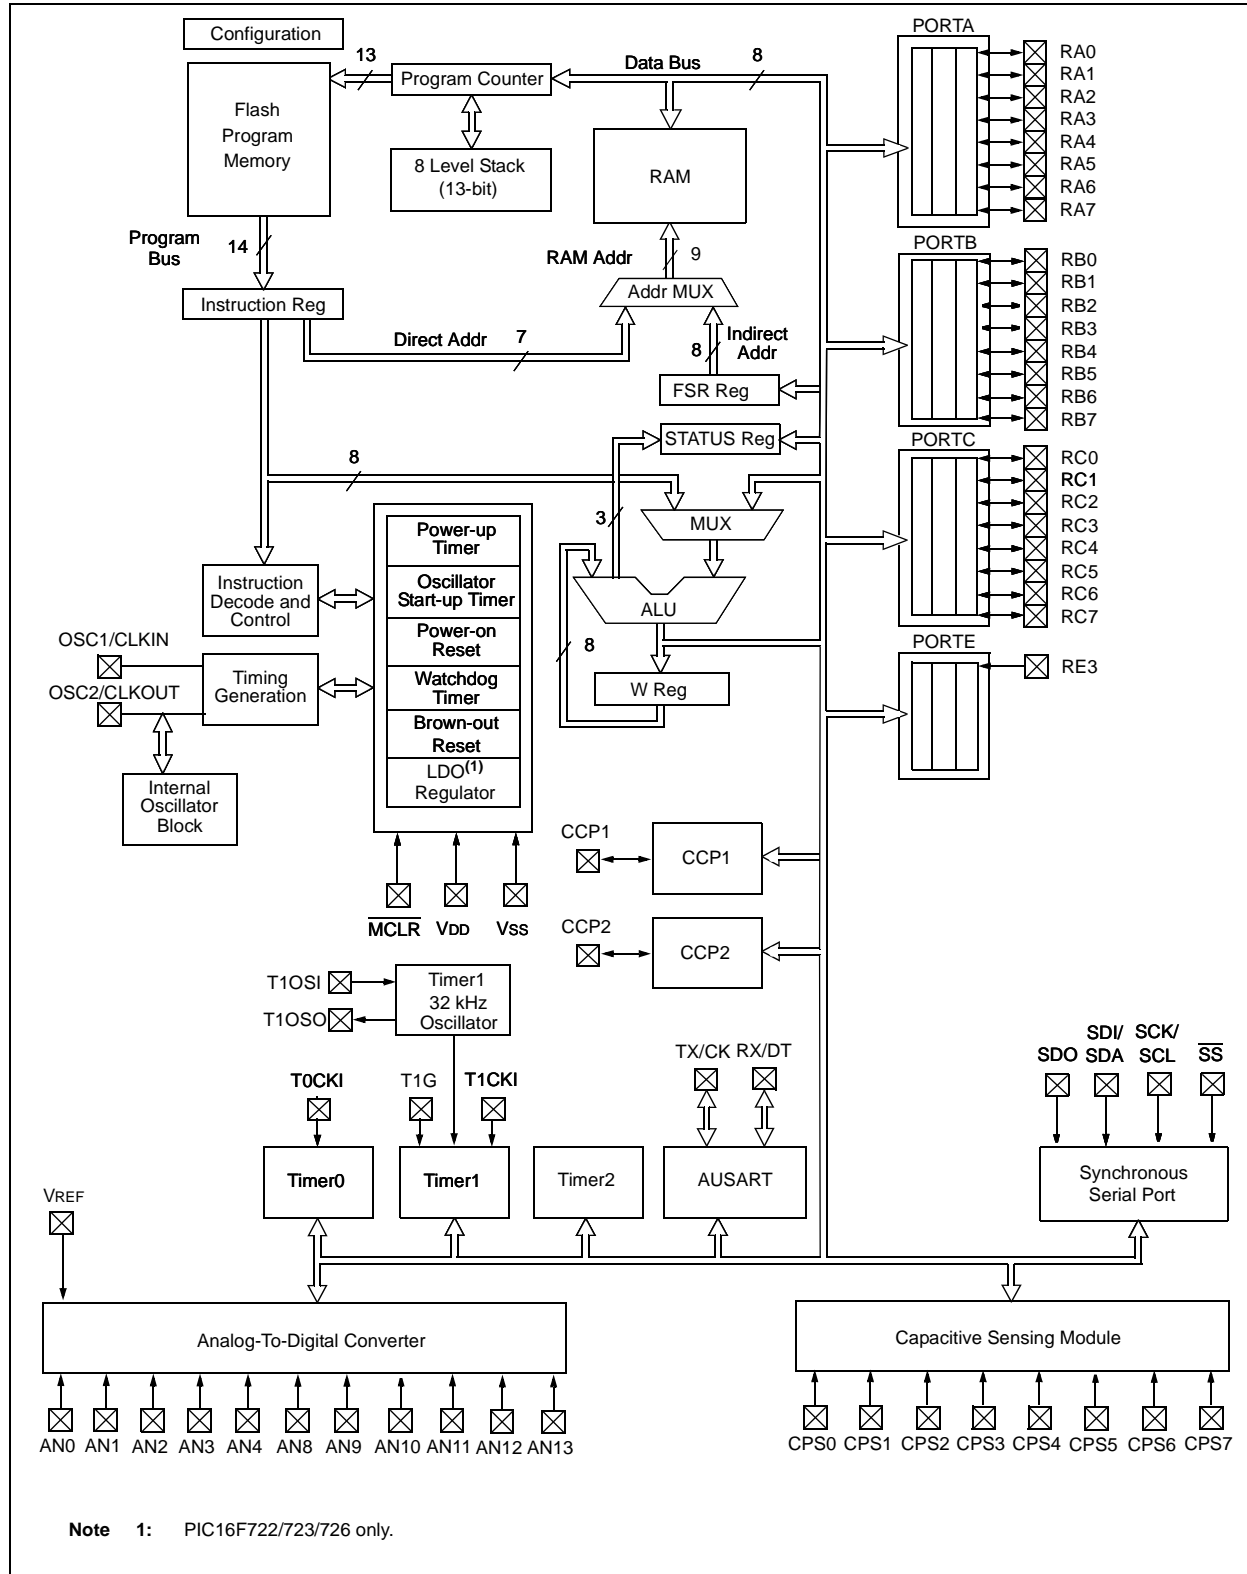 Configuration
PORTA
13
Program Counter
Data Bus
8
Flash
Program
Memory
8 Level Stack
(13-bit)
RAM
RA0
RA1
RA2
RA3
RA4
RA5
RA6
RA7
Program
Bus
14
RAM Addr
9
PORTB
Instruction Reg
Addr MUX
Direct Addr
7
8
Indirect
Addr
FSR Reg
RB0
RB1
RB2
RB3
RB4
RB5
RB6
RB7
STATUS Reg
PORTC
8
3
MUX
RC0
RC1
RC2
RC3
RC4
RC5
RC6
RC7
Power-up
Timer
Oscillator
Start-up Timer
Power-on
Reset
Watchdog
Timer
Brown-out
Reset
LDO(1)
Regulator
Instruction
Decode and
Control
ALU
8
W Reg
PORTE
RE3
OSC1/CLKIN
OSC2/CLKOUT
Timing
Generation
Internal
Oscillator
Block
MCLR
VDD
VSS
CCP1
CCP1
CCP2
CCP2
T1OSI
T1OSO
Timer1
32 kHz
Oscillator
T0CKI
T1G
T1CKI
TX/CK
RX/DT
SDO
SDI/
SDA
SCK/
SCL
SS
Timer0
Timer1
Timer2
AUSART
Synchronous
Serial Port
VREF
Analog-To-Digital Converter
Capacitive Sensing Module
AN0
AN1
AN2
AN3
AN4
AN8
AN9
AN10
AN11
AN12
AN13
CPS0
CPS1
CPS2
CPS3
CPS4
CPS5
CPS6
CPS7
Note 1: PIC16F722/723/726 only.